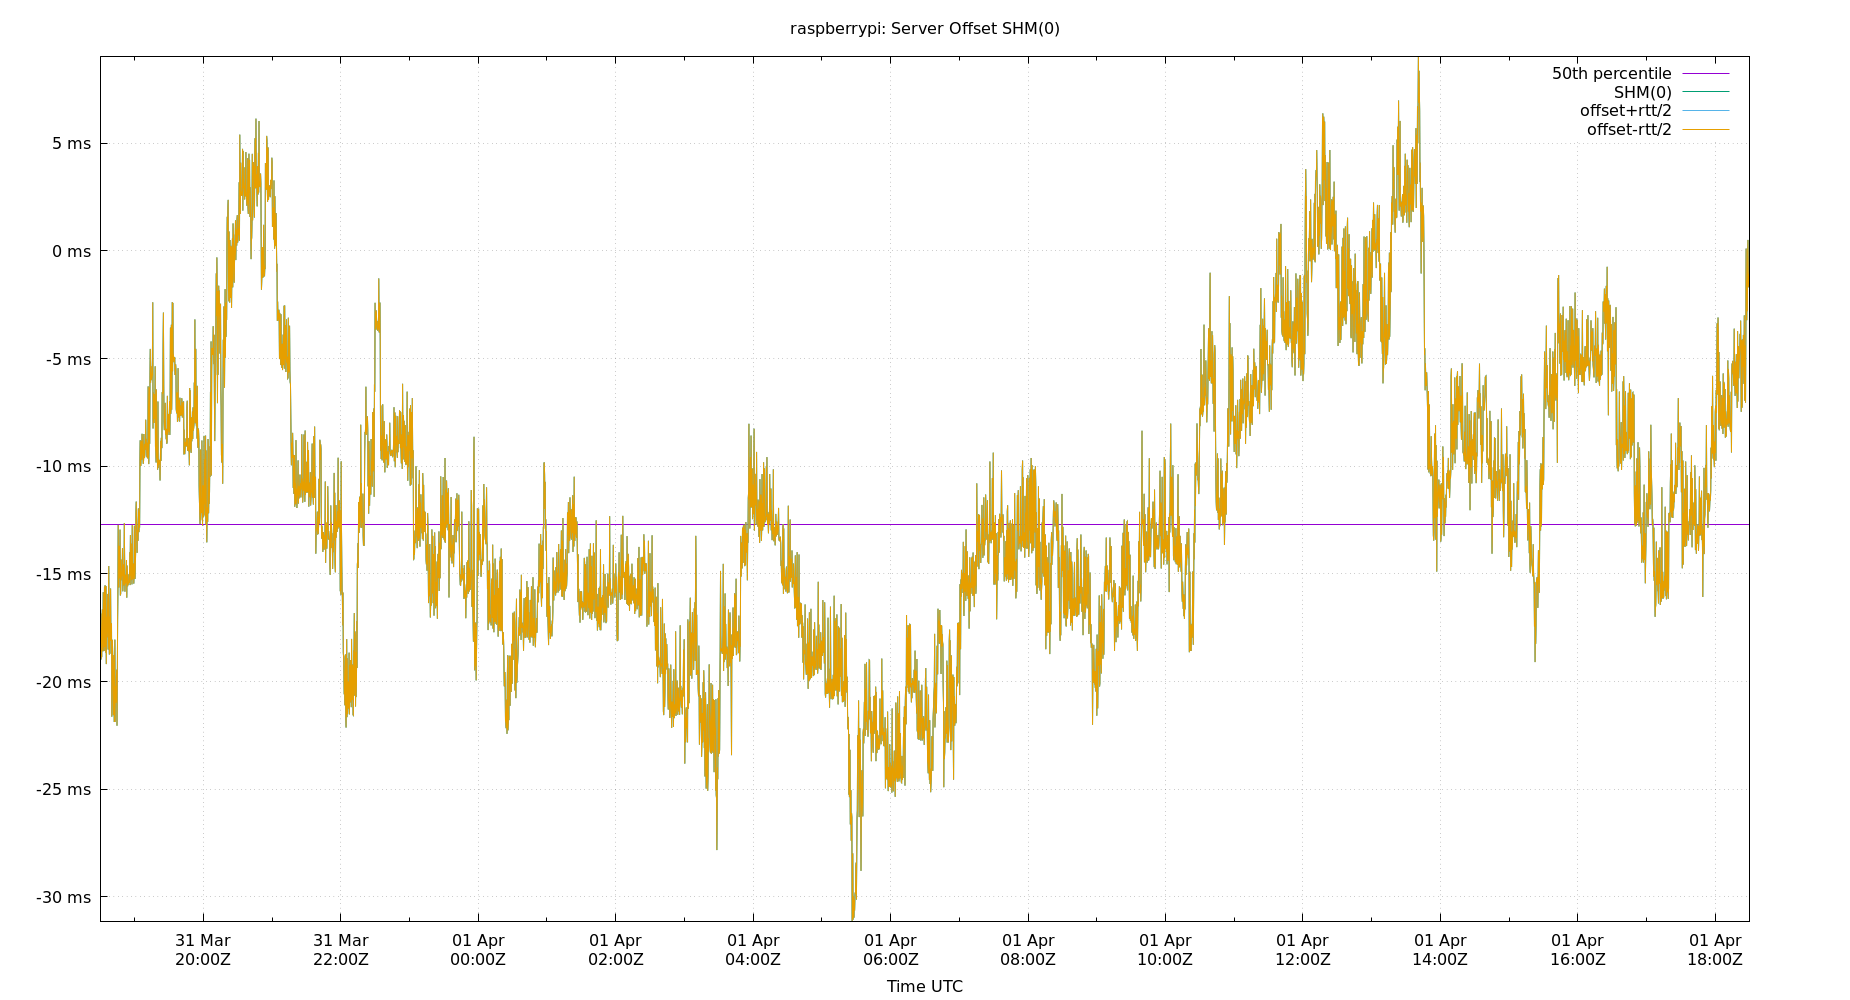 raspberrypi: Server Offset SHM(0)
50th percentile
SHM(0)
offset+rtt/2
offset-rtt/2
5 ms
0 ms
-5 ms
-10 ms
-15 ms
-20 ms
-25 ms
-30 ms
31 Mar 31 Mar 01 Apr 01 Apr 01 Apr 01 Apr 01 Apr 01 Apr 01 Apr 01 Apr 01 Apr 01 Apr
20:00Z 22:00Z 00:00Z 02:00Z 04:00Z 06:00Z 08:00Z 10:00Z 12:00Z 14:00Z 16:00Z 18:00Z
Time UTC